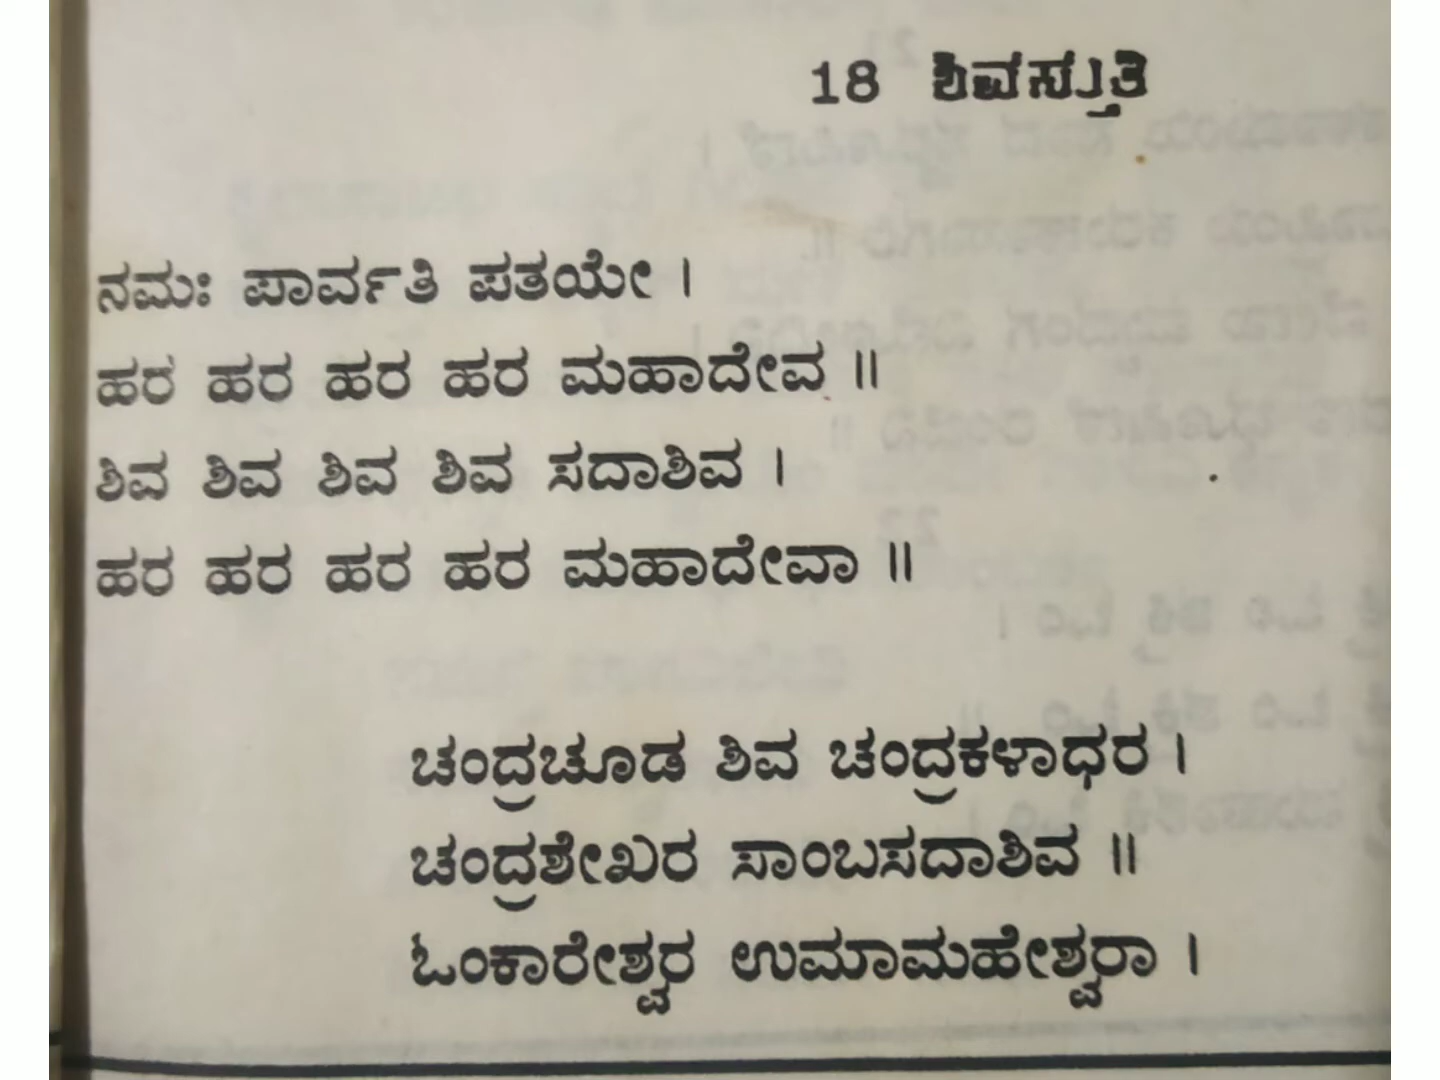 18 ಶಿವಸ್ತುತಿ
ನಮಃ ಪಾರ್ವತಿ ಪತಯೇ ।
ಹರ ಹರ ಹರ ಹರ ಮಹಾದೇವ ॥
ಶಿವ ಶಿವ ಶಿವ ಶಿವ ಸದಾಶಿವ ।
ಹರ ಹರ ಹರ ಹರ ಮಹಾದೇವಾ ॥
ಚಂದ್ರಚೂಡ ಶಿವ ಚಂದ್ರಕಳಾಧರ ।
ಚಂದ್ರಶೇಖರ ಸಾಂಬಸದಾಶಿವ ॥
ಓಂಕಾರೇಶ್ವರ ಉಮಾಮಹೇಶ್ವರಾ ।